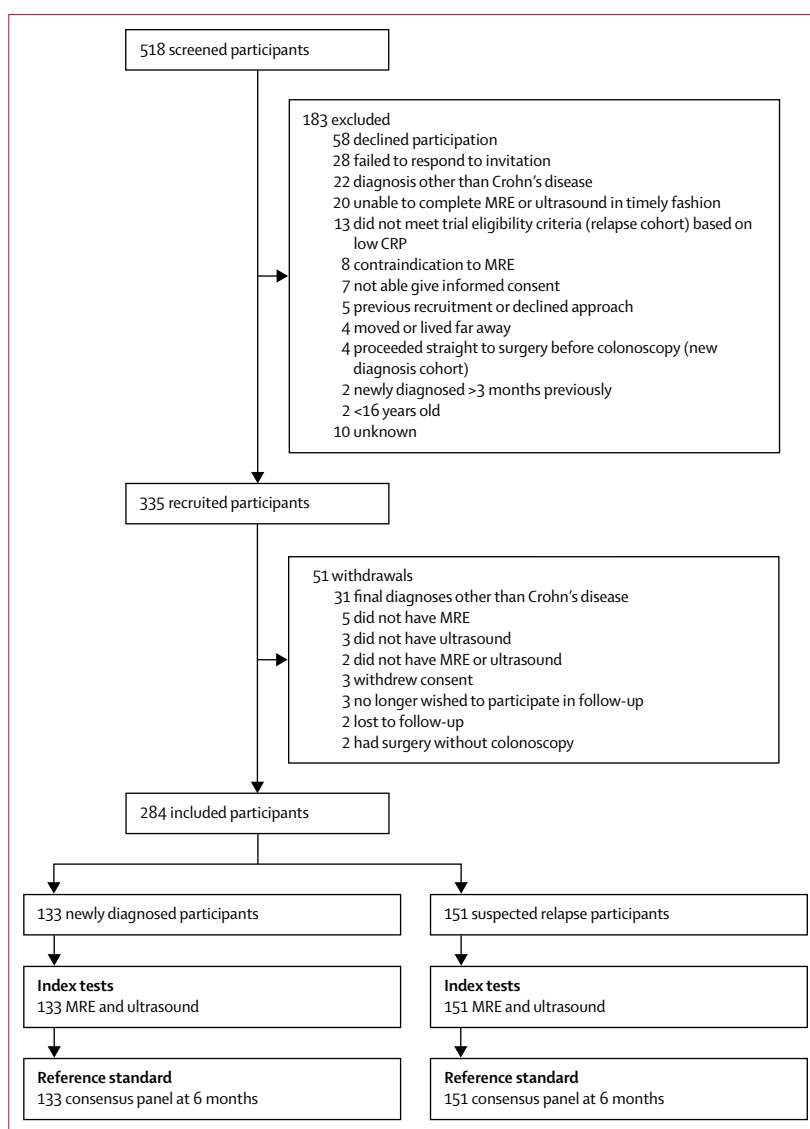 518 screened participants
183 excluded
58 declined participation
28 failed to respond to invitation
22 diagnosis other than Crohn's disease
20 unable to complete MRE or ultrasound in timely fashion
13 did not meet trial eligibility criteria (relapse cohort) based on
low CRP
8 contraindication to MRE
7 not able give informed consent
5 previous recruitment or declined approach
4 moved or lived far away
4 proceeded straight to surgery before colonoscopy (new
diagnosis cohort)
2 newly diagnosed >3 months previously
2 <16 years old
10 unknown
335 recruited participants
51 withdrawals
31 final diagnoses other than Crohn's disease
5 did not have MRE
3 did not have ultrasound
2 did not have MRE or ultrasound
3 withdrew consent
3 no longer wished to participate in follow-up
2 lost to follow-up
2 had surgery without colonoscopy
284 included participants
133 newly diagnosed participants
151 suspected relapse participants
Index tests
133 MRE and ultrasound
Index tests
151 MRE and ultrasound
Reference standard
133 consensus panel at 6 months
Reference standard
151 consensus panel at 6 months